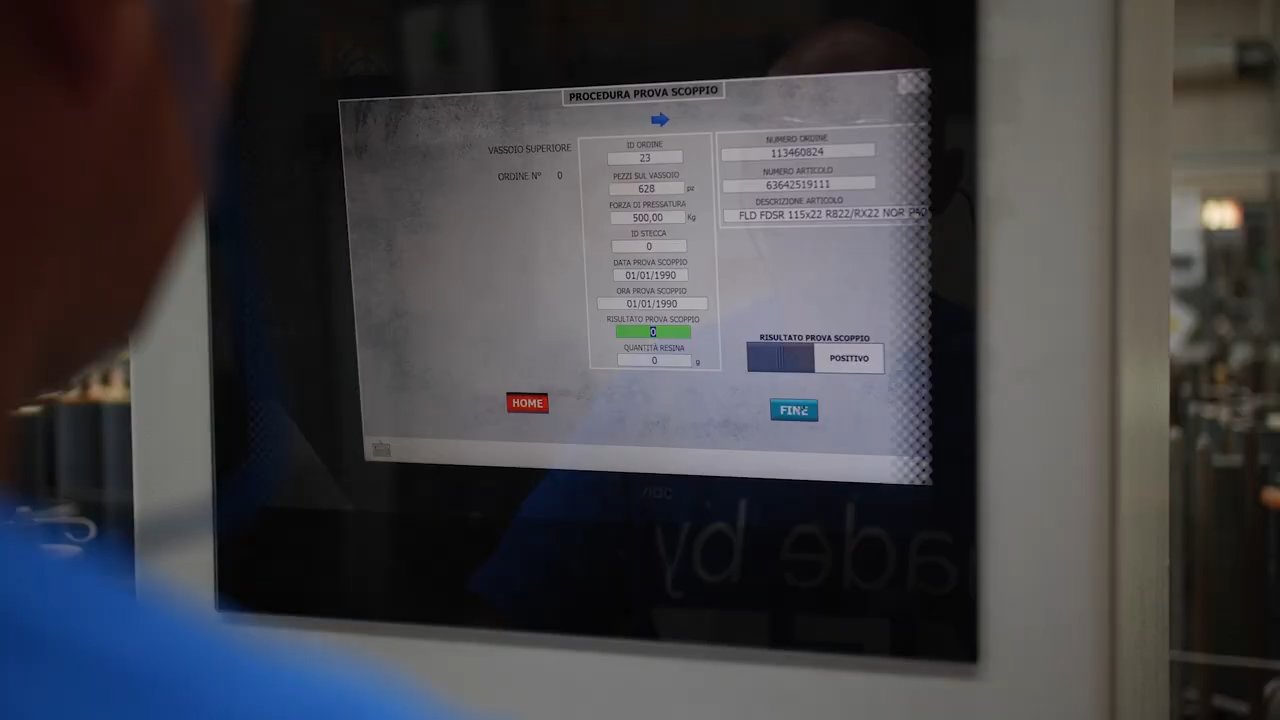 PROCEDURA PROVA SCOPPIO
VASSOIO SUPERIORE
ORDINE N° 0
ID ORDINE
23
PEZZI SUL VASSOIO
628 pz
FORZA DI PRESSATURA
500,00 Kg
ID STECCA
0
DATA PROVA SCOPPIO
01/01/1990
ORA PROVA SCOPPIO
01/01/1990
RISULTATO PROVA SCOPPIO
0
QUANTITÀ RESINA
0 g
NUMERO ORDINE
113460824
NUMERO ARTICOLO
63642519111
DESCRIZIONE ARTICOLO
FLD FDSR 115x22 R822/RX22 NOR P40
RISULTATO PROVA SCOPPIO
POSITIVO
HOME
FINE
made by